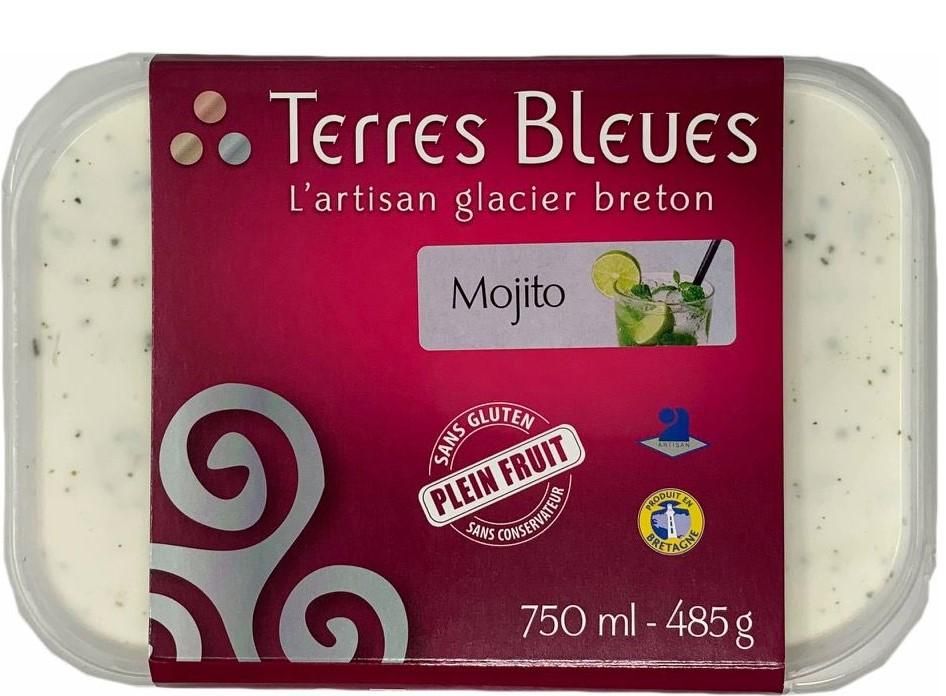 Terres Bleues
L'artisan glacier breton
Mojito
SANS GLUTEN
PLEIN FRUIT
SANS CONSERVATEUR
ARTISAN
PRODUIT EN
BRETAGNE
750 ml - 485 g